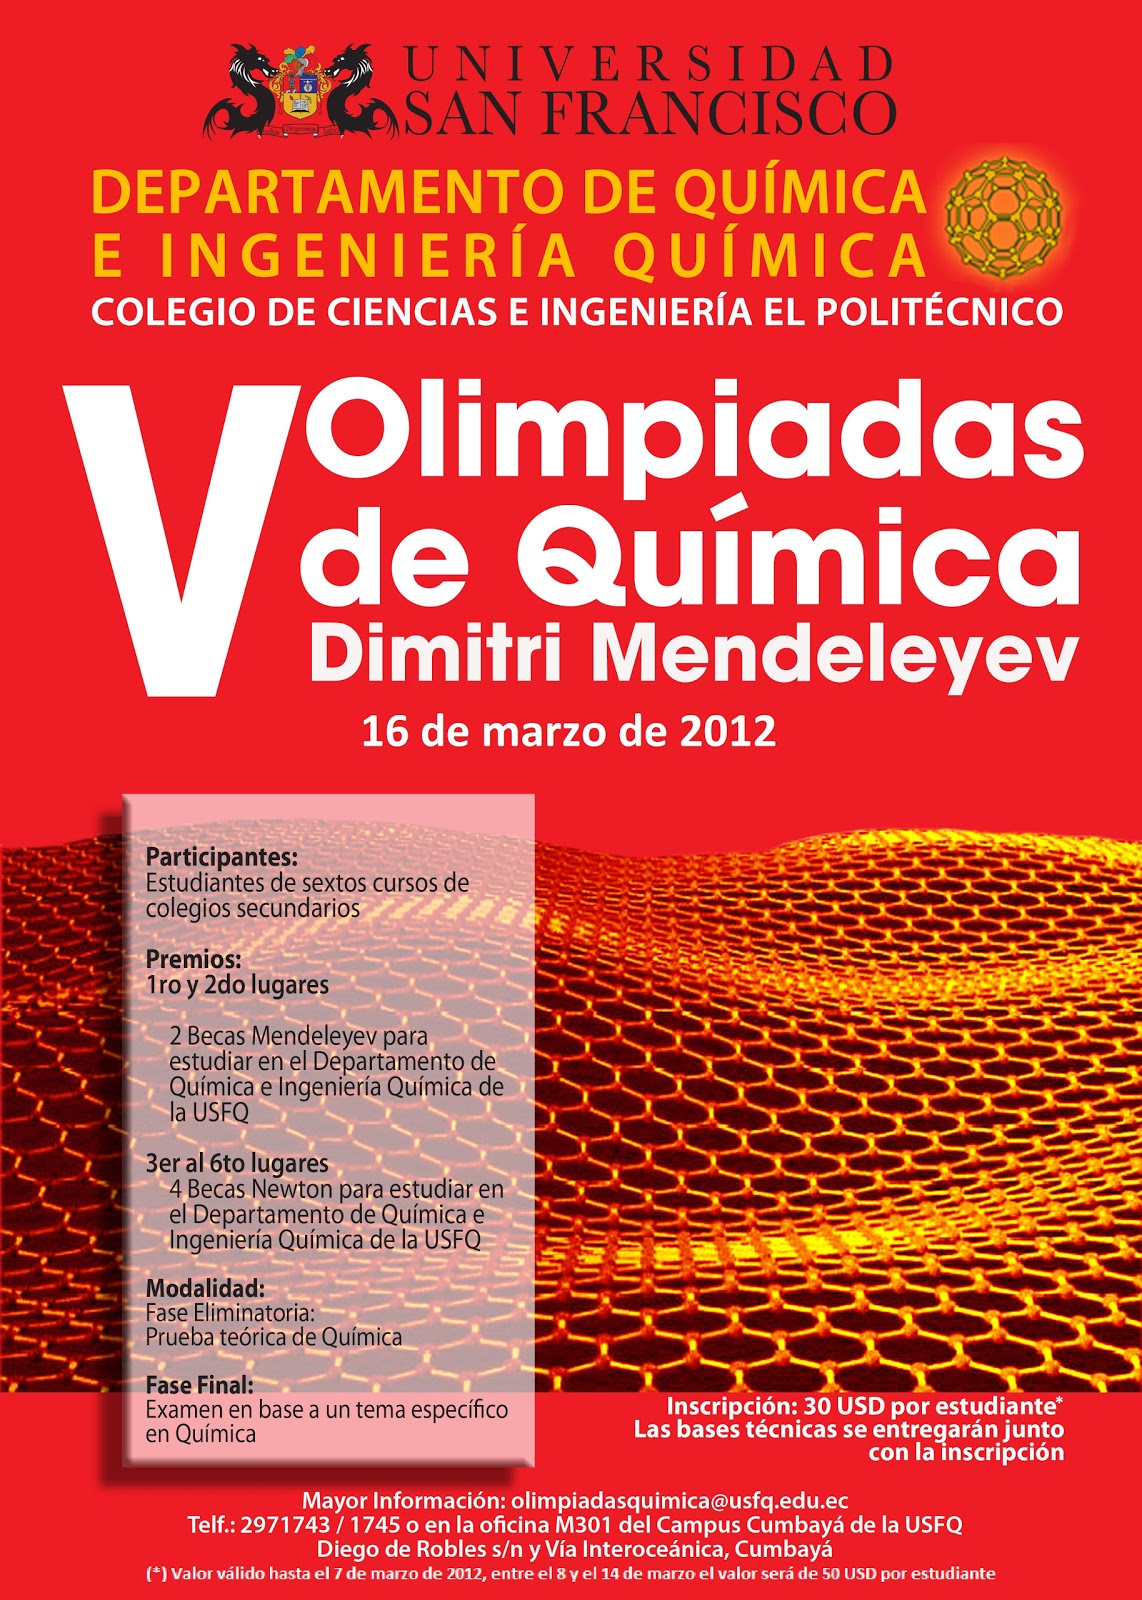 UNIVERSIDAD
SAN FRANCISCO
DEPARTAMENTO DE QUÍMICA
E INGENIERÍA QUÍMICA
COLEGIO DE CIENCIAS E INGENIERÍA EL POLITÉCNICO
V Olimpiadas
de Química
Dimitri Mendeleyev
16 de marzo de 2012
Participantes:
Estudiantes de sextos cursos de
colegios secundarios
Premios:
1ro y 2do lugares
2 Becas Mendeleyev para
estudiar en el Departamento de
Química e Ingeniería Química de
la USFQ
3er al 6to lugares
4 Becas Newton para estudiar en
el Departamento de Química e
Ingeniería Química de la USFQ
Modalidad:
Fase Eliminatoria:
Prueba teórica de Química
Fase Final:
Examen en base a un tema específico
en Química
Inscripción: 30 USD por estudiante*
Las bases técnicas se entregarán junto
con la inscripción
Mayor Información: olimpiadasquimica@usfq.edu.ec
Telf.: 2971743 / 1745 o en la oficina M301 del Campus Cumbayá de la USFQ
Diego de Robles s/n y Vía Interoceánica, Cumbayá
(*) Valor válido hasta el 7 de marzo de 2012, entre el 8 y el 14 de marzo el valor será de 50 USD por estudiante